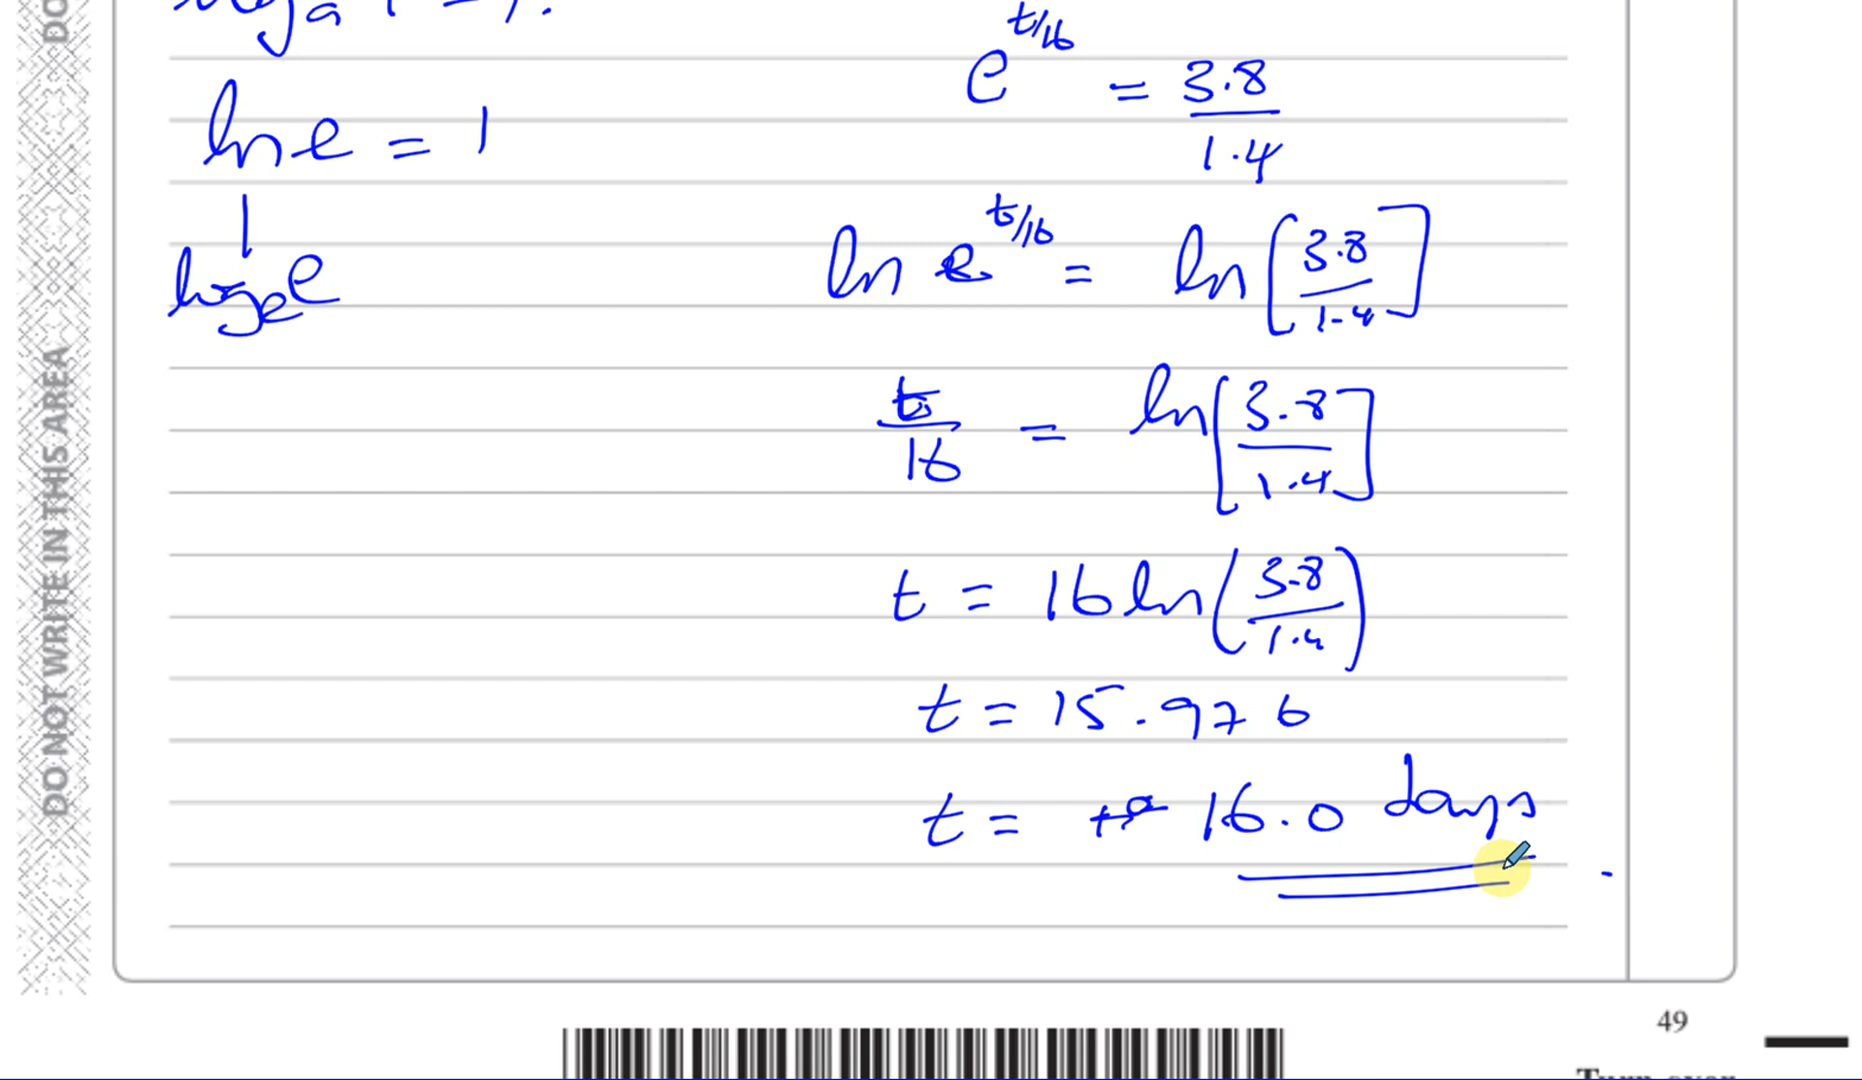 ln e = 1
log_e e
e^{t/16} = 3.8/1.4
ln e^{t/16} = ln [3.8/1.4]
t/16 = ln [3.8/1.4]
t = 16 ln (3.8/1.4)
t = 15.976
t = 16.0 days
DO NOT WRITE IN THIS AREA
DO
49